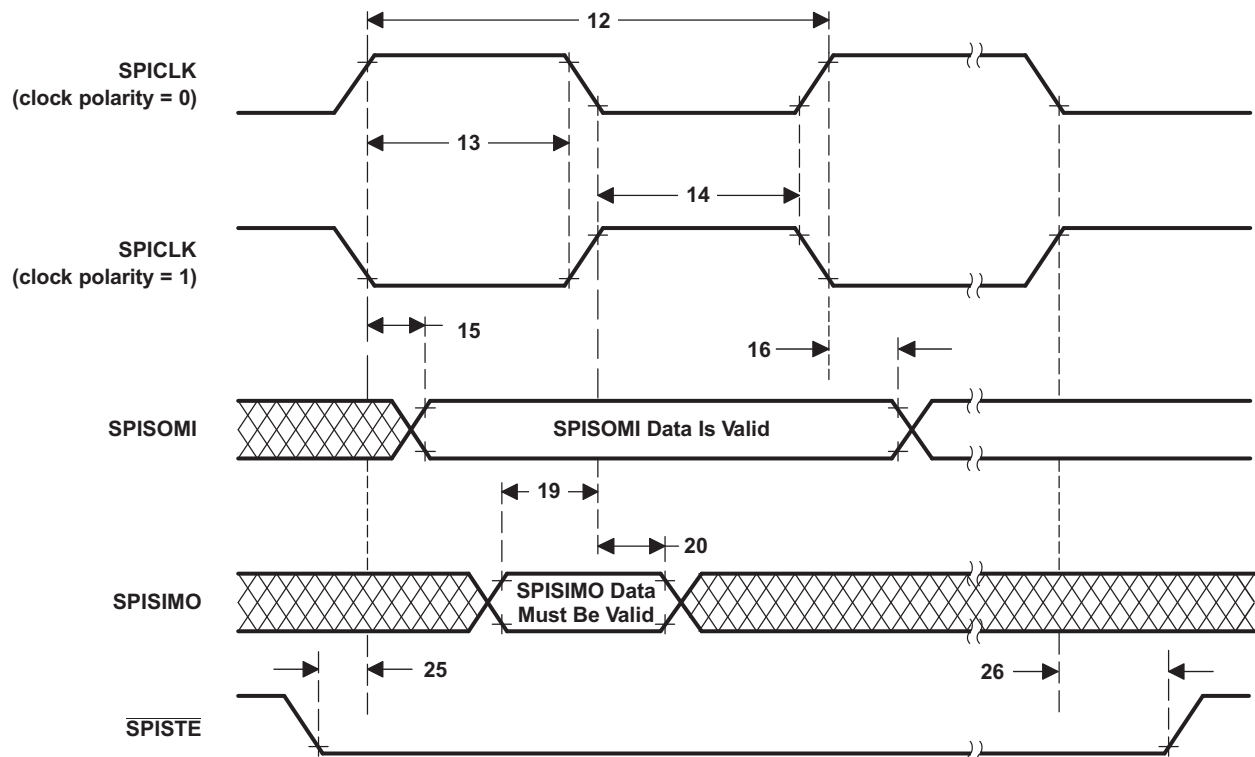 12
SPICLK
(clock polarity = 0)
13
14
SPICLK
(clock polarity = 1)
15
16
SPISOMI
SPISOMI Data Is Valid
19
20
SPISIMO
SPISIMO Data
Must Be Valid
25
26
SPISTE